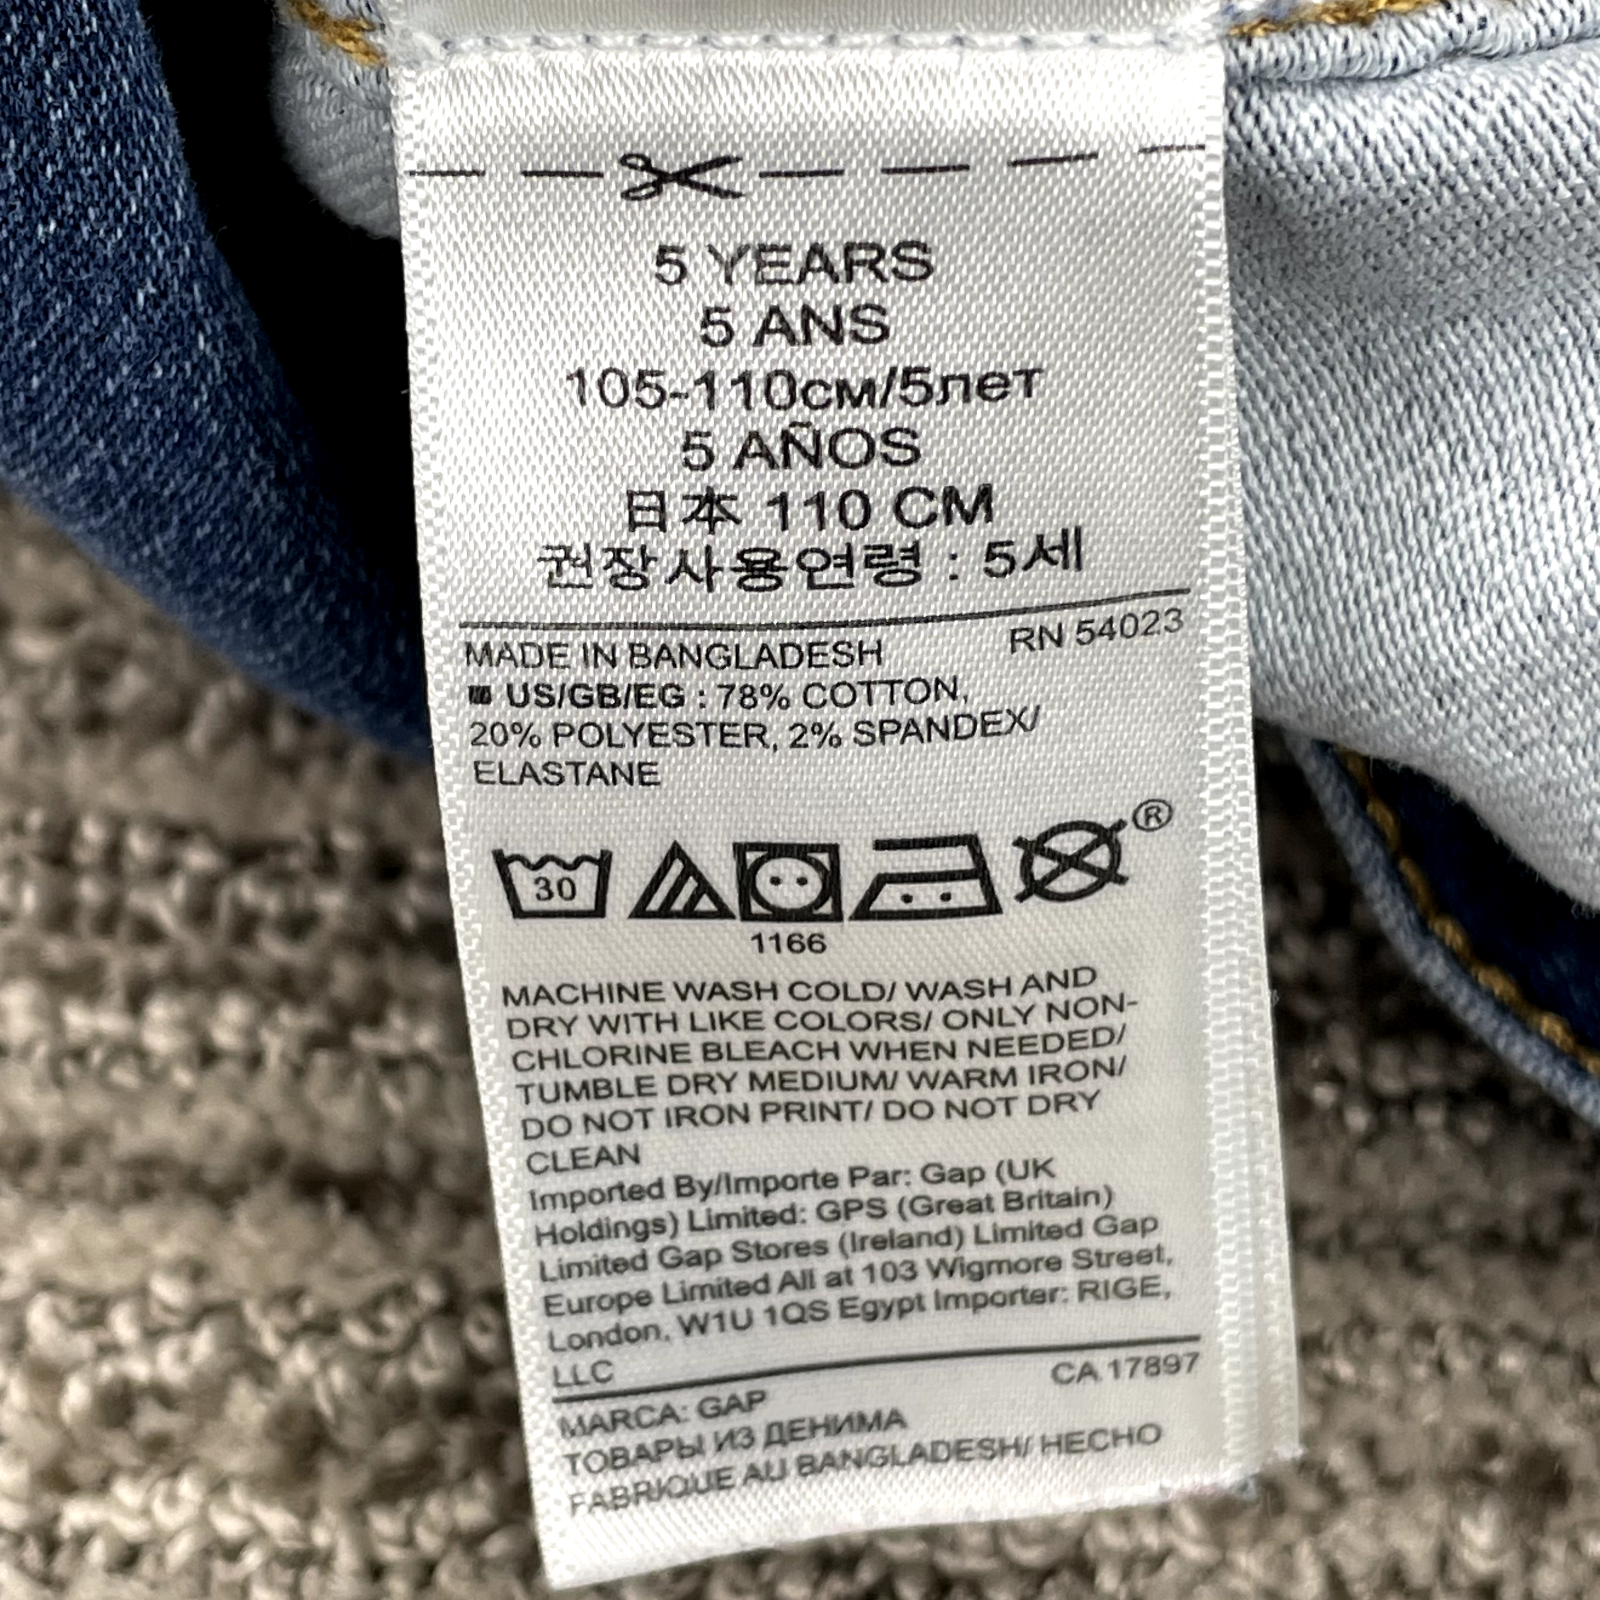 5 YEARS
5 ANS
105-110см/5лет
5 AÑOS
日本 110 CM
권장사용연령 : 5세
MADE IN BANGLADESH RN 54023
US/GB/EG : 78% COTTON,
20% POLYESTER, 2% SPANDEX/
ELASTANE
30
®
1166
MACHINE WASH COLD/ WASH AND
DRY WITH LIKE COLORS/ ONLY NON-
CHLORINE BLEACH WHEN NEEDED/
TUMBLE DRY MEDIUM/ WARM IRON/
DO NOT IRON PRINT/ DO NOT DRY
CLEAN
Imported By/Importe Par: Gap (UK
Holdings) Limited: GPS (Great Britain)
Limited Gap Stores (Ireland) Limited Gap
Europe Limited All at 103 Wigmore Street,
London, W1U 1QS Egypt Importer: RIGE,
LLC
CA 17897
MARCA: GAP
ТОВАРЫ ИЗ ДЕНИМА
FABRIQUE AU BANGLADESH/ HECHO